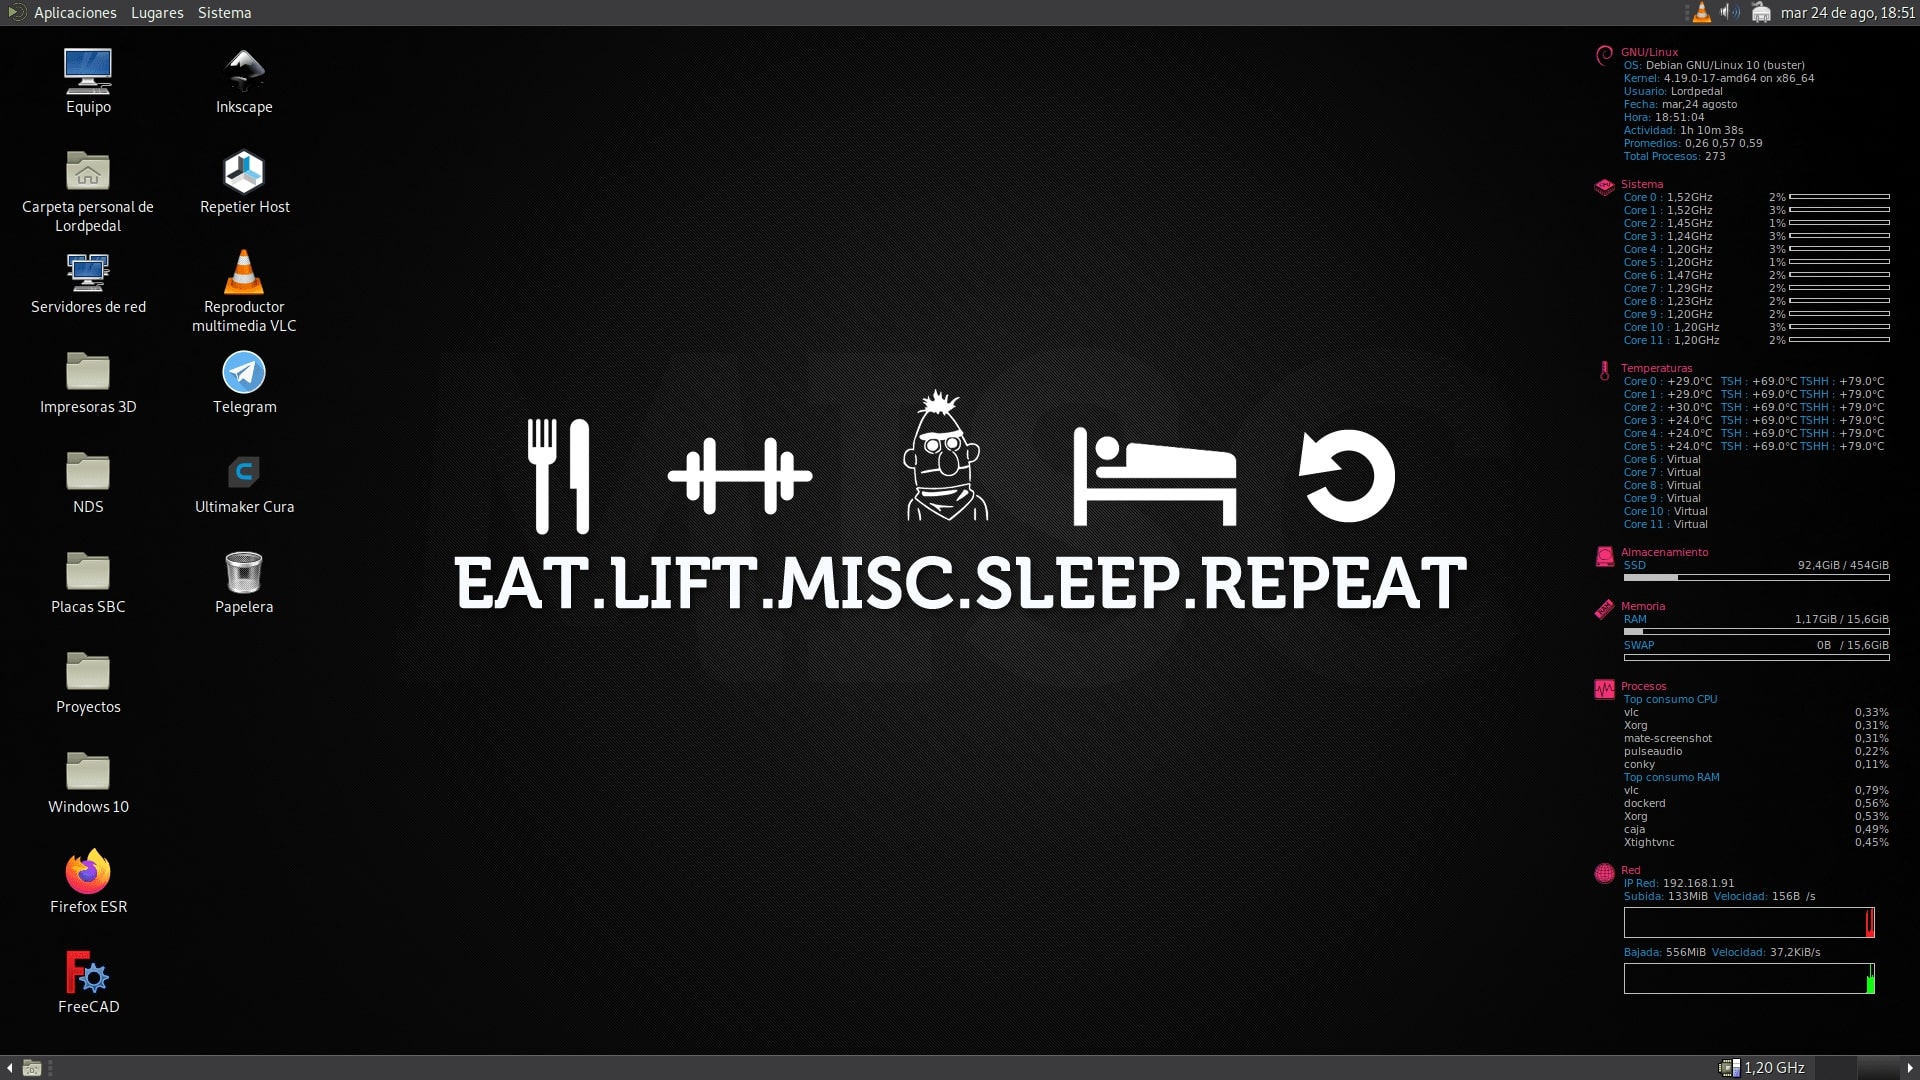 Aplicaciones Lugares Sistema
mar 24 de ago, 18:51
Equipo
Inkscape
Carpeta personal de
Lordpedal
Repetier Host
Servidores de red
Reproductor
multimedia VLC
Impresoras 3D
Telegram
NDS
Ultimaker Cura
Placas SBC
Papelera
Proyectos
Windows 10
Firefox ESR
FreeCAD
EAT.LIFT.MISC.SLEEP.REPEAT
GNU/Linux
OS: Debian GNU/Linux 10 (buster)
Kernel: 4.19.0-17-amd64 on x86_64
Usuario: Lordpedal
Fecha: mar,24 agosto
Hora: 18:51:04
Actividad: 1h 10m 38s
Promedios: 0,26 0,57 0,59
Total Procesos: 273
Sistema
Core 0 : 1,52GHz 2%
Core 1 : 1,52GHz 3%
Core 2 : 1,45GHz 1%
Core 3 : 1,24GHz 3%
Core 4 : 1,20GHz 3%
Core 5 : 1,20GHz 1%
Core 6 : 1,47GHz 2%
Core 7 : 1,29GHz 2%
Core 8 : 1,23GHz 2%
Core 9 : 1,20GHz 2%
Core 10 : 1,20GHz 3%
Core 11 : 1,20GHz 2%
Temperaturas
Core 0 : +29.0°C TSH : +69.0°C TSHH : +79.0°C
Core 1 : +29.0°C TSH : +69.0°C TSHH : +79.0°C
Core 2 : +30.0°C TSH : +69.0°C TSHH : +79.0°C
Core 3 : +24.0°C TSH : +69.0°C TSHH : +79.0°C
Core 4 : +24.0°C TSH : +69.0°C TSHH : +79.0°C
Core 5 : +24.0°C TSH : +69.0°C TSHH : +79.0°C
Core 6 : Virtual
Core 7 : Virtual
Core 8 : Virtual
Core 9 : Virtual
Core 10 : Virtual
Core 11 : Virtual
Almacenamiento
SSD 92,4GiB / 454GiB
Memoria
RAM 1,17GiB / 15,6GiB
SWAP 0B / 15,6GiB
Procesos
Top consumo CPU
vlc 0,33%
Xorg 0,31%
mate-screenshot 0,31%
pulseaudio 0,22%
conky 0,11%
Top consumo RAM
vlc 0,79%
dockerd 0,56%
Xorg 0,53%
caja 0,49%
Xtightvnc 0,45%
Red
IP Red: 192.168.1.91
Subida: 133MiB Velocidad: 156B /s
Bajada: 556MiB Velocidad: 37,2KiB/s
1,20 GHz